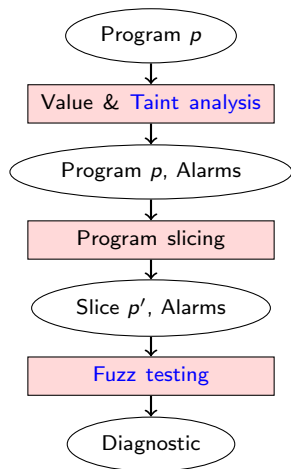 Program p
Value & Taint analysis
Program p, Alarms
Program slicing
Slice p′, Alarms
Fuzz testing
Diagnostic